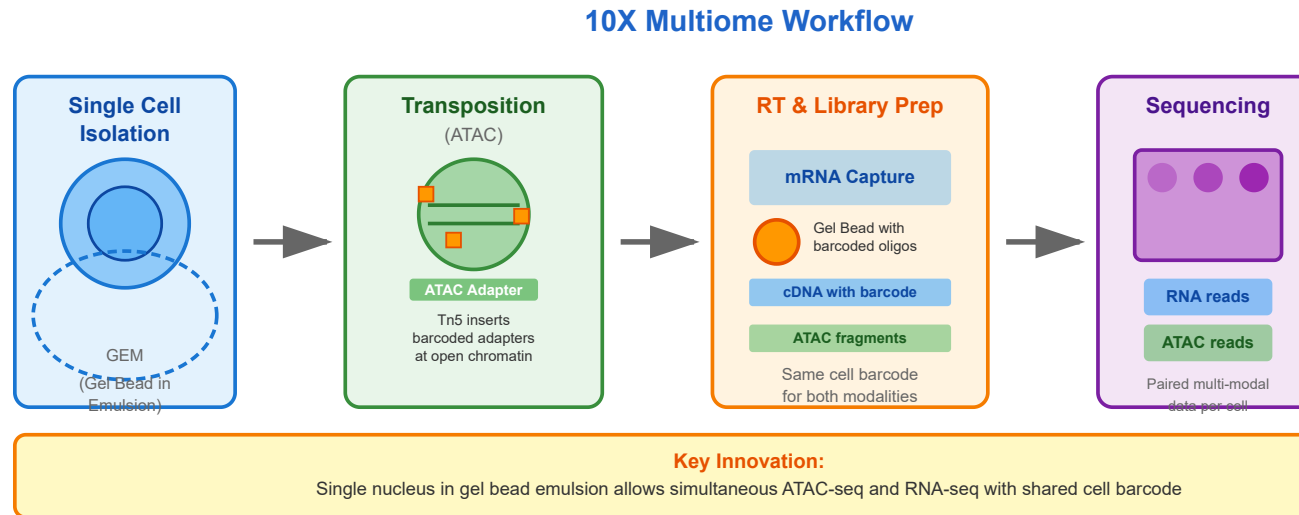 10X Multiome Workflow
Single Cell
Isolation
GEM
(Gel Bead in
Emulsion)
Transposition
(ATAC)
ATAC Adapter
Tn5 inserts
barcoded adapters
at open chromatin
RT & Library Prep
mRNA Capture
Gel Bead with
barcoded oligos
cDNA with barcode
ATAC fragments
Same cell barcode
for both modalities
Sequencing
RNA reads
ATAC reads
Paired multi-modal
data per cell
Key Innovation:
Single nucleus in gel bead emulsion allows simultaneous ATAC-seq and RNA-seq with shared cell barcode